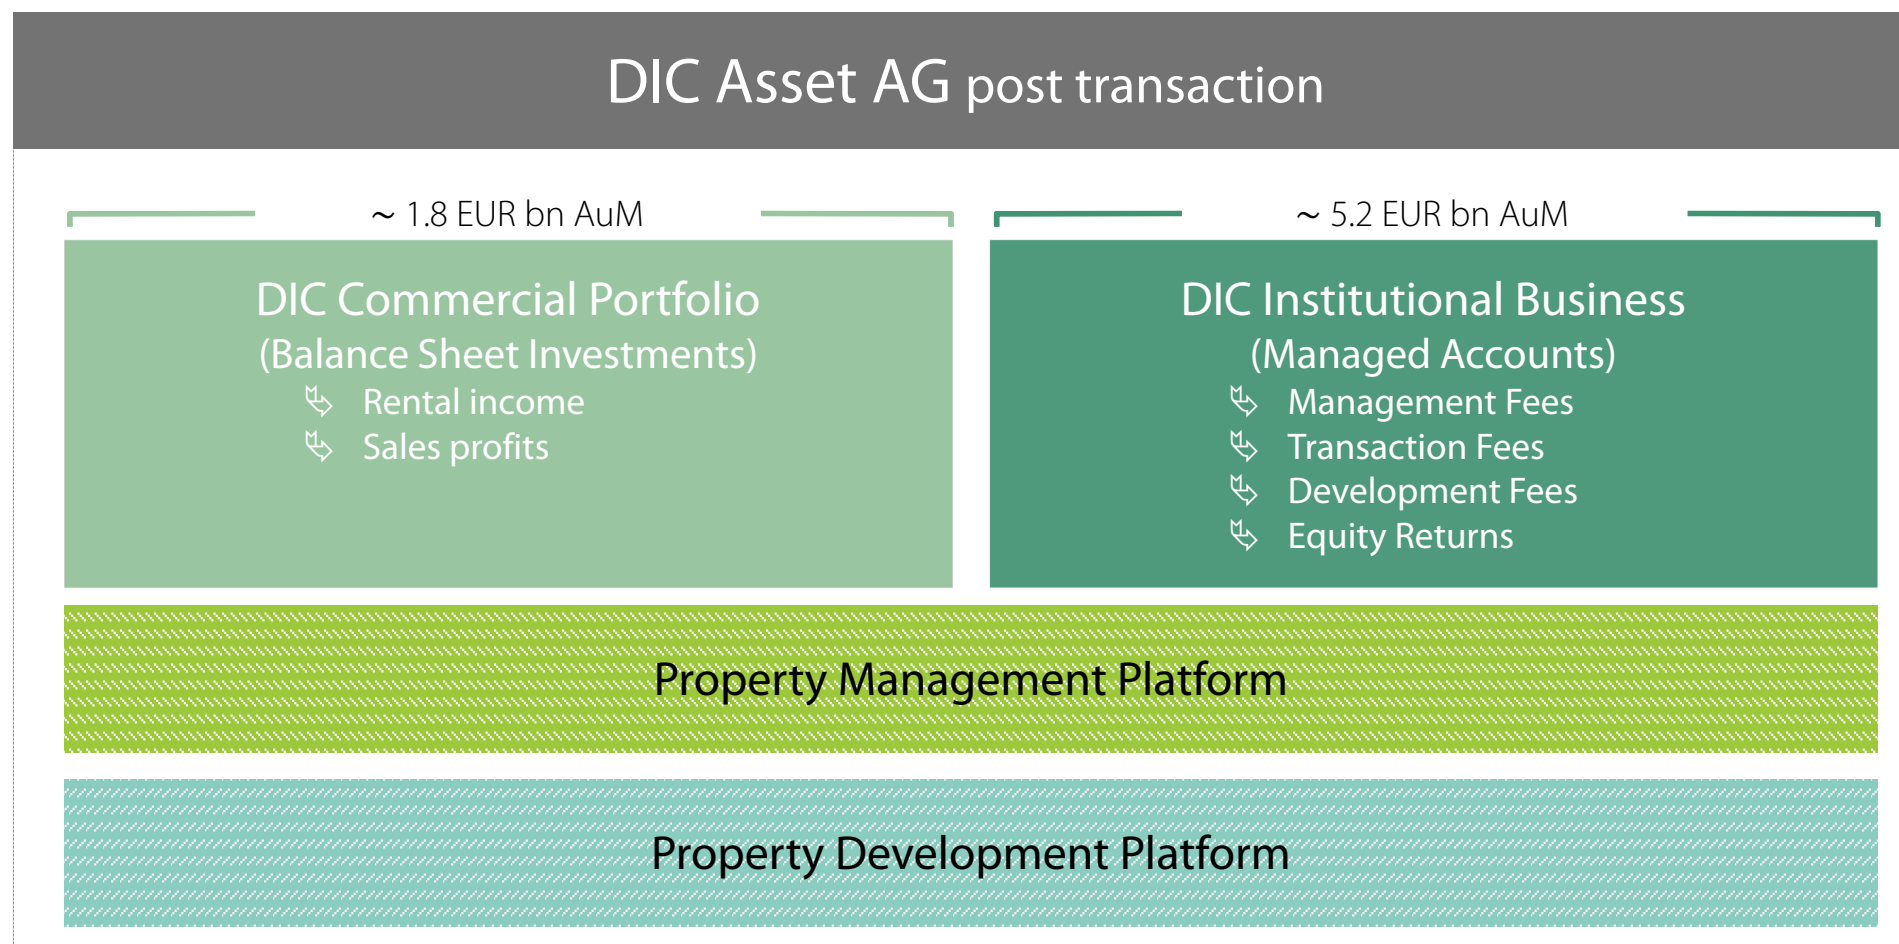 DIC Asset AG post transaction
~ 1.8 EUR bn AuM
DIC Commercial Portfolio
(Balance Sheet Investments)
Rental income
Sales profits
~ 5.2 EUR bn AuM
DIC Institutional Business
(Managed Accounts)
Management Fees
Transaction Fees
Development Fees
Equity Returns
Property Management Platform
Property Development Platform